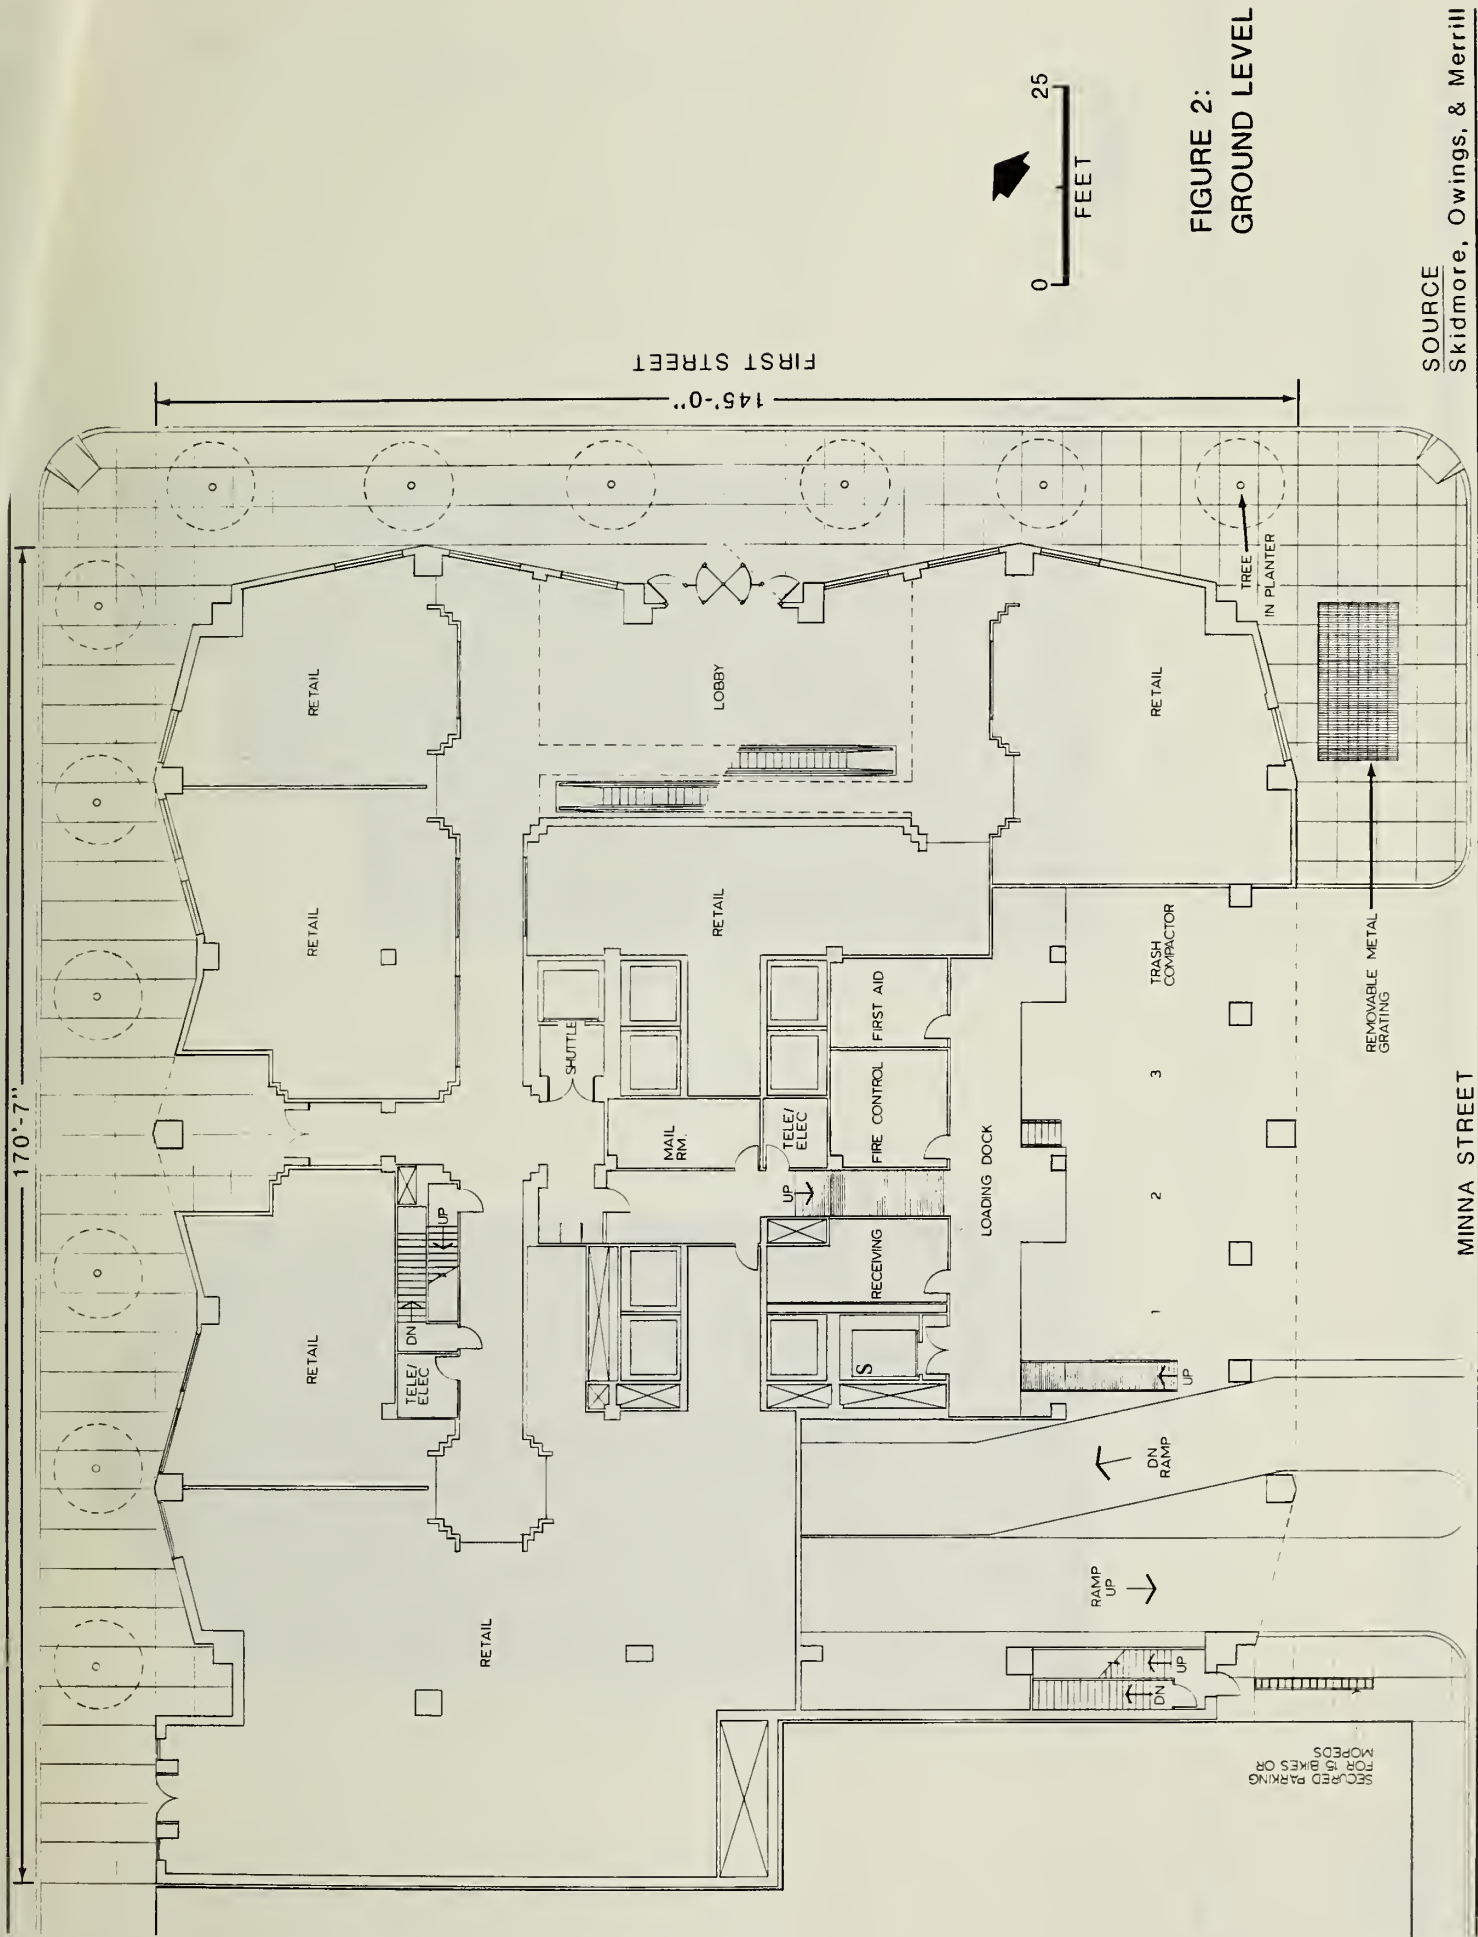 170'-7"
FIRST STREET
145'-0"
RETAIL
RETAIL
RETAIL
RETAIL
RETAIL
RETAIL
LOBBY
SHUTTLE
MAIL
RM.
TELE/
ELEC
FIRST AID
FIRE CONTROL
UP
RECEIVING
S
LOADING DOCK
TELE/
ELEC
DN
UP
TRASH
COMPACTOR
1
2
3
UP
DN
RAMP
RAMP
UP
DN
UP
SECURED PARKING
FOR 15 BIKES OR
MOPEDS
TREE
IN PLANTER
REMOVABLE METAL
GRATING
MINNA STREET
0
25
FEET
FIGURE 2:
GROUND LEVEL
SOURCE
Skidmore, Owings, & Merrill